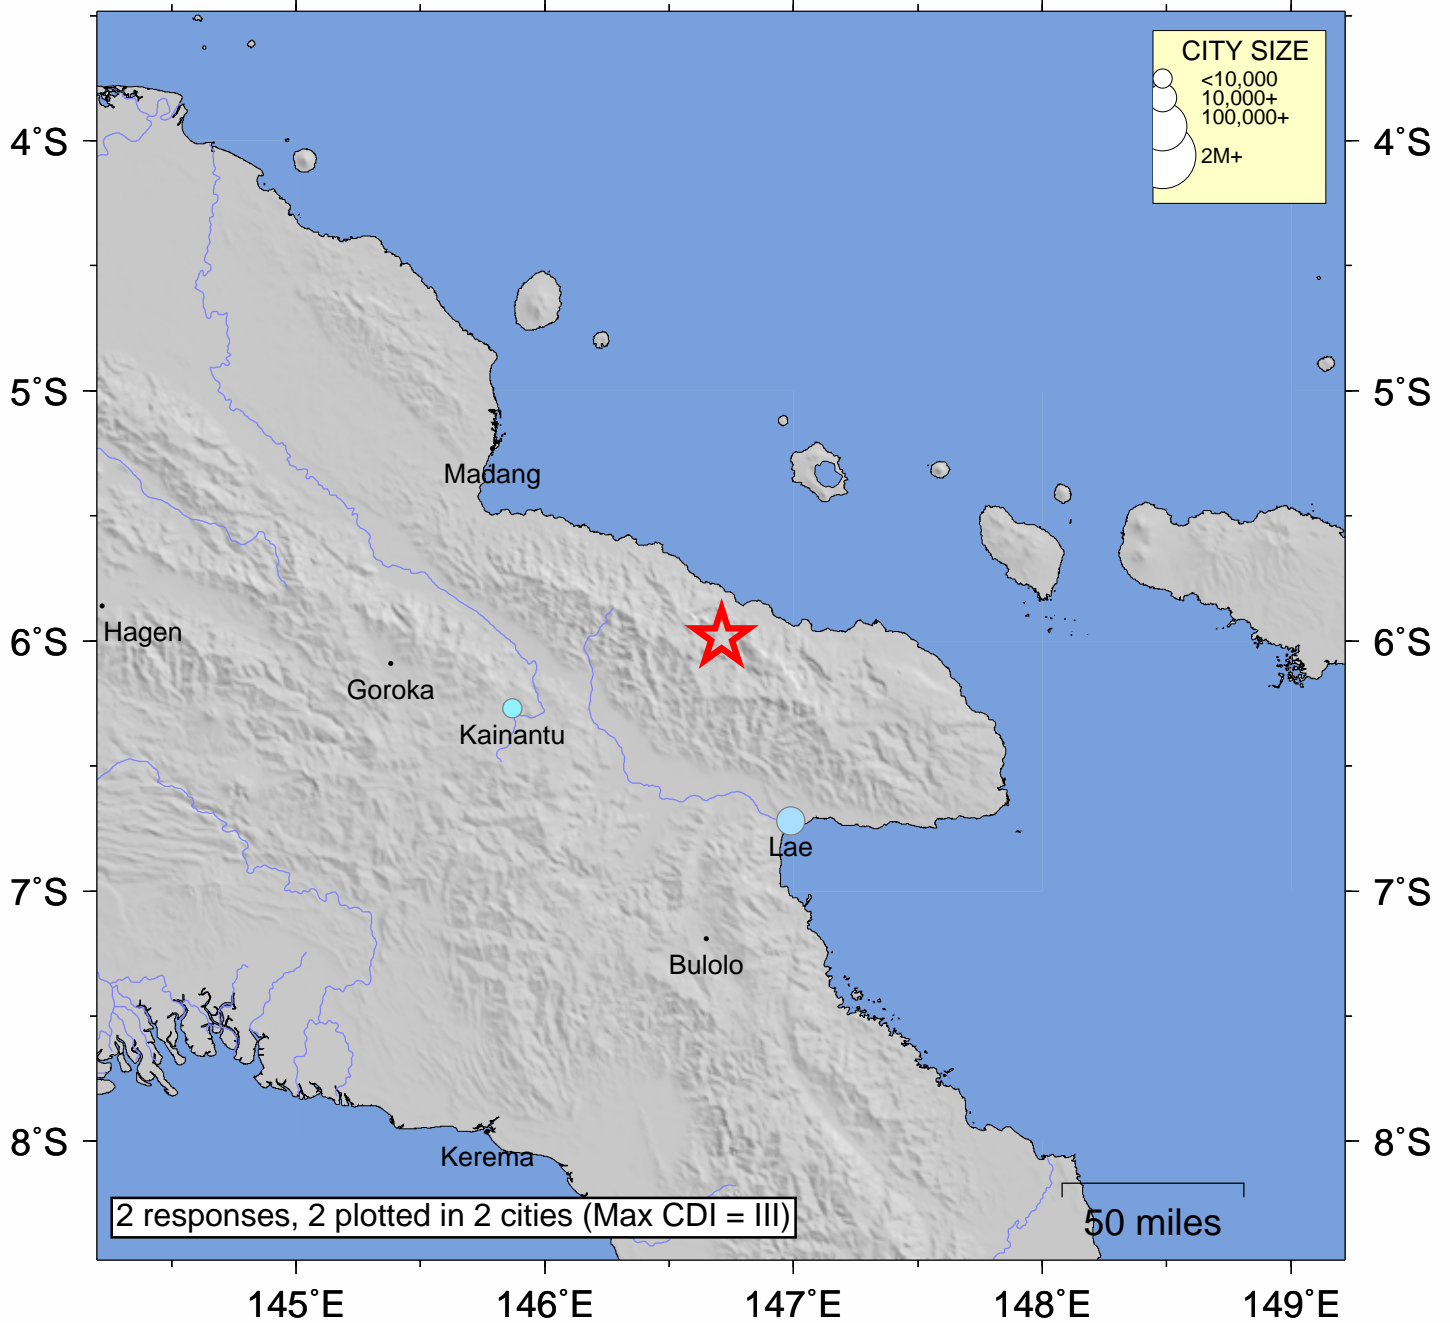 CITY SIZE
<10,000
10,000+
100,000+
2M+
4˚S
4˚S
5˚S
5˚S
Madang
Hagen
6˚S
6˚S
Goroka
Kainantu
Lae
7˚S
7˚S
Bulolo
8˚S
8˚S
Kerema
2 responses, 2 plotted in 2 cities (Max CDI = III)
50 miles
145˚E
146˚E
147˚E
148˚E
149˚E